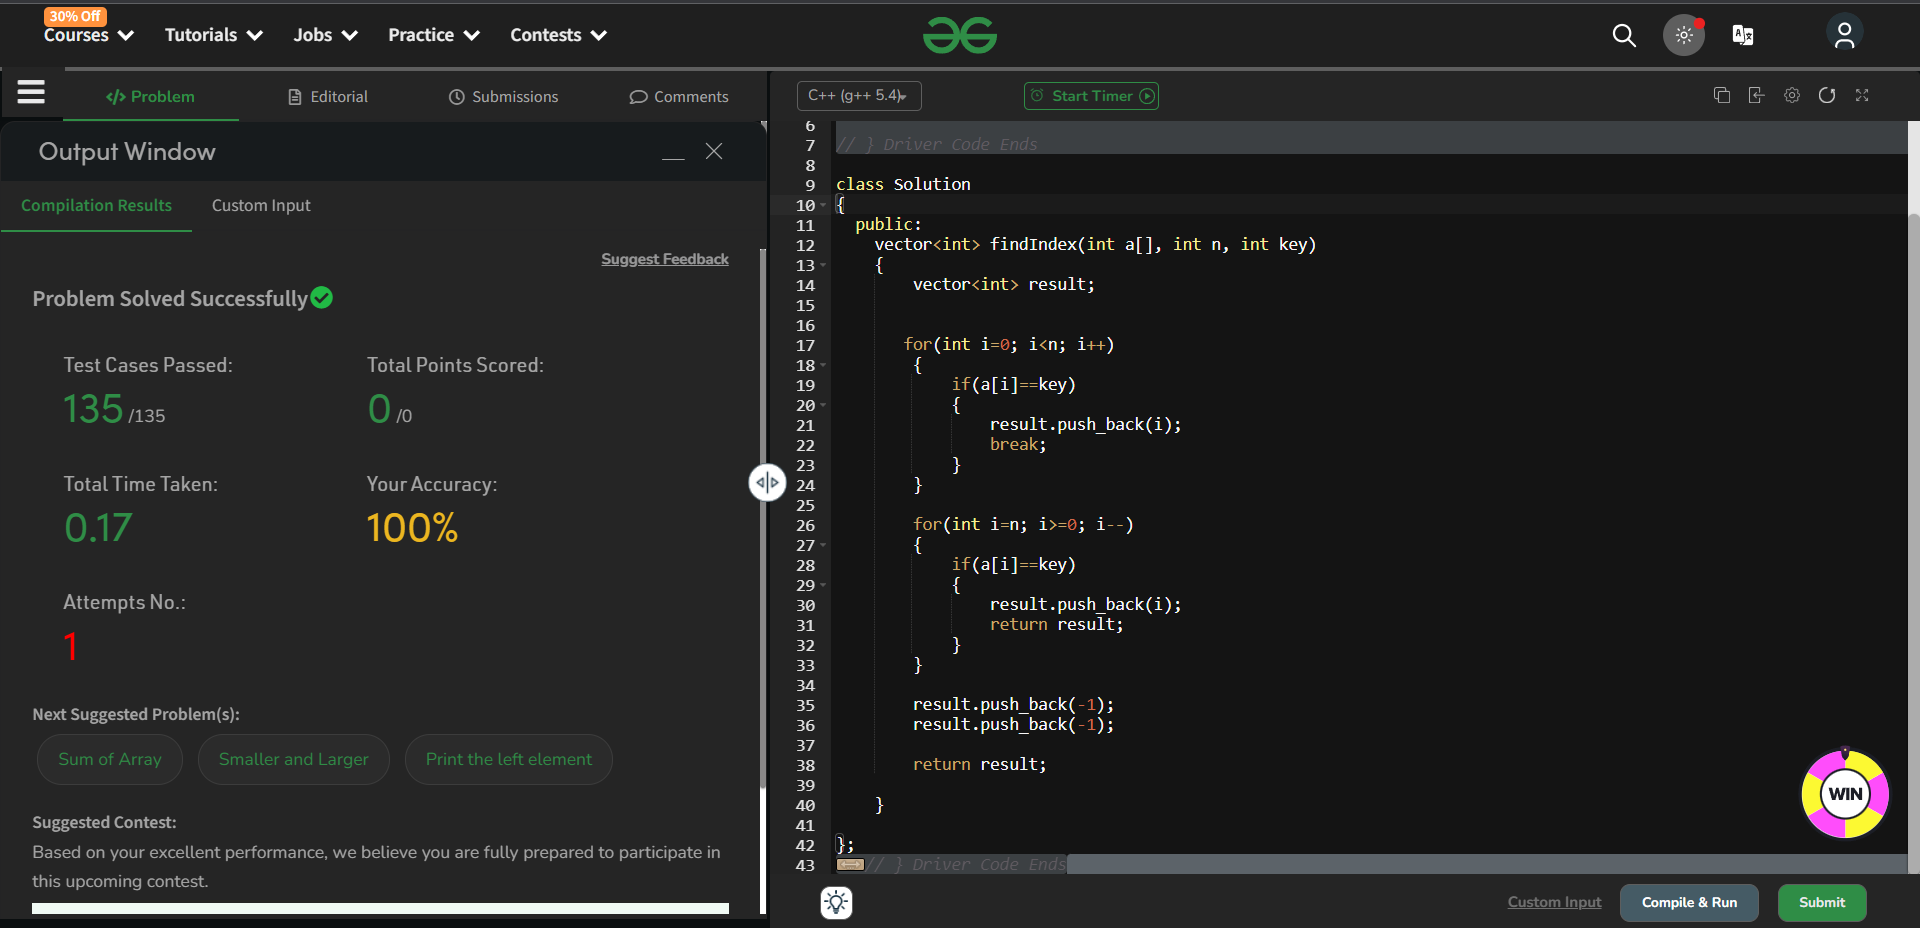 30% Off
Courses Tutorials Jobs Practice Contests
Problem Editorial Submissions Comments
Output Window
Compilation Results Custom Input
Suggest Feedback
Problem Solved Successfully
Test Cases Passed: Total Points Scored:
135 /135 0 /0
Total Time Taken: Your Accuracy:
0.17 100%
Attempts No.:
1
Next Suggested Problem(s):
Sum of Array Smaller and Larger Print the left element
Suggested Contest:
Based on your excellent performance, we believe you are fully prepared to participate in
this upcoming contest.
C++ (g++ 5.4) Start Timer
6
7 // } Driver Code Ends
8
9 class Solution
10 {
11 public:
12 vector<int> findIndex(int a[], int n, int key)
13 {
14 vector<int> result;
15
16
17 for(int i=0; i<n; i++)
18 {
19 if(a[i]==key)
20 {
21 result.push_back(i);
22 break;
23 }
24 }
25
26 for(int i=n; i>=0; i--)
27 {
28 if(a[i]==key)
29 {
30 result.push_back(i);
31 return result;
32 }
33 }
34
35 result.push_back(-1);
36 result.push_back(-1);
37
38 return result;
39
40 }
41
42 };
43 // } Driver Code Ends
WIN
Custom Input Compile & Run Submit